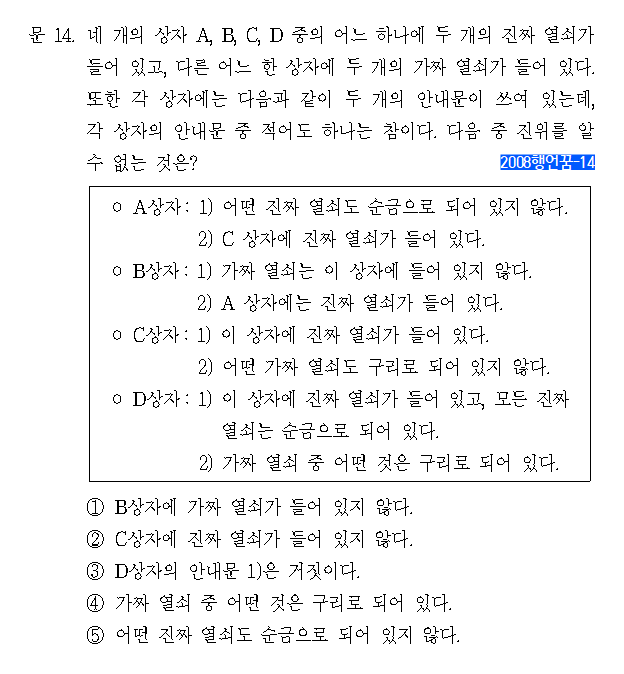 문 14. 네 개의 상자 A, B, C, D 중의 어느 하나에 두 개의 진짜 열쇠가
들어 있고, 다른 어느 한 상자에 두 개의 가짜 열쇠가 들어 있다.
또한 각 상자에는 다음과 같이 두 개의 안내문이 쓰여 있는데,
각 상자의 안내문 중 적어도 하나는 참이다. 다음 중 진위를 알
수 없는 것은? 2008행언꿈-14
○ A상자 : 1) 어떤 진짜 열쇠도 순금으로 되어 있지 않다.
2) C 상자에 진짜 열쇠가 들어 있다.
○ B상자 : 1) 가짜 열쇠는 이 상자에 들어 있지 않다.
2) A 상자에는 진짜 열쇠가 들어 있다.
○ C상자 : 1) 이 상자에 진짜 열쇠가 들어 있다.
2) 어떤 가짜 열쇠도 구리로 되어 있지 않다.
○ D상자 : 1) 이 상자에 진짜 열쇠가 들어 있고, 모든 진짜
열쇠는 순금으로 되어 있다.
2) 가짜 열쇠 중 어떤 것은 구리로 되어 있다.
① B상자에 가짜 열쇠가 들어 있지 않다.
② C상자에 진짜 열쇠가 들어 있지 않다.
③ D상자의 안내문 1)은 거짓이다.
④ 가짜 열쇠 중 어떤 것은 구리로 되어 있다.
⑤ 어떤 진짜 열쇠도 순금으로 되어 있지 않다.